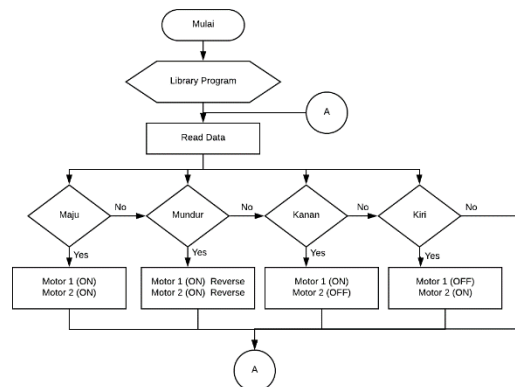 Mulai
Library Program
A
Read Data
Maju
No
Mundur
No
Kanan
No
Kiri
No
Yes
Yes
Yes
Yes
Motor 1 (ON)
Motor 2 (ON)
Motor 1 (ON) Reverse
Motor 2 (ON) Reverse
Motor 1 (ON)
Motor 2 (OFF)
Motor 1 (OFF)
Motor 2 (ON)
A